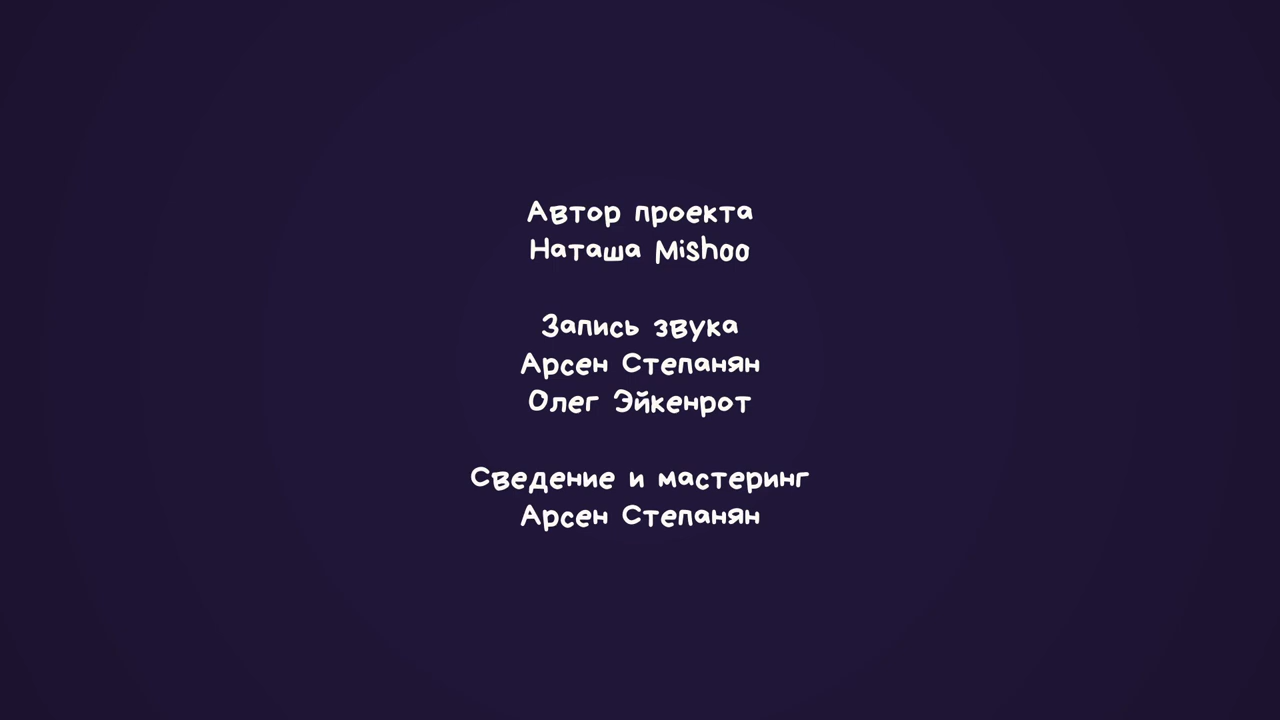 Автор проекта
Наташа Mishoo
Запись звука
Арсен Степанян
Олег Эйкенрот
Сведение и мастеринг
Арсен Степанян